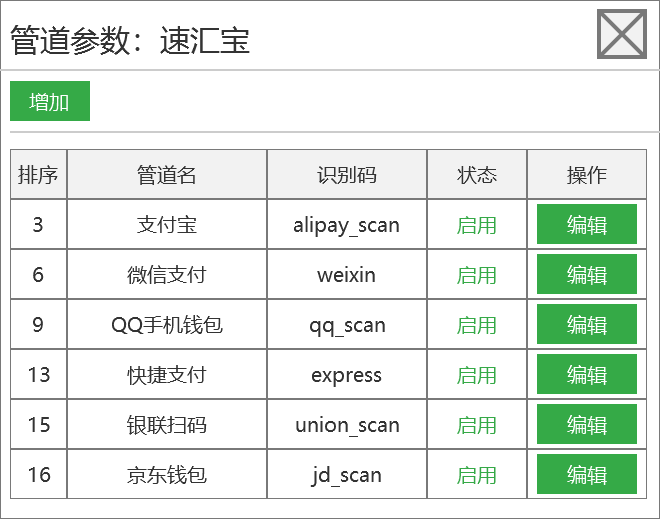 管道参数：速汇宝
增加
排序 管道名 识别码 状态 操作
3 支付宝 alipay_scan 启用 编辑
6 微信支付 weixin 启用 编辑
9 QQ手机钱包 qq_scan 启用 编辑
13 快捷支付 express 启用 编辑
15 银联扫码 union_scan 启用 编辑
16 京东钱包 jd_scan 启用 编辑